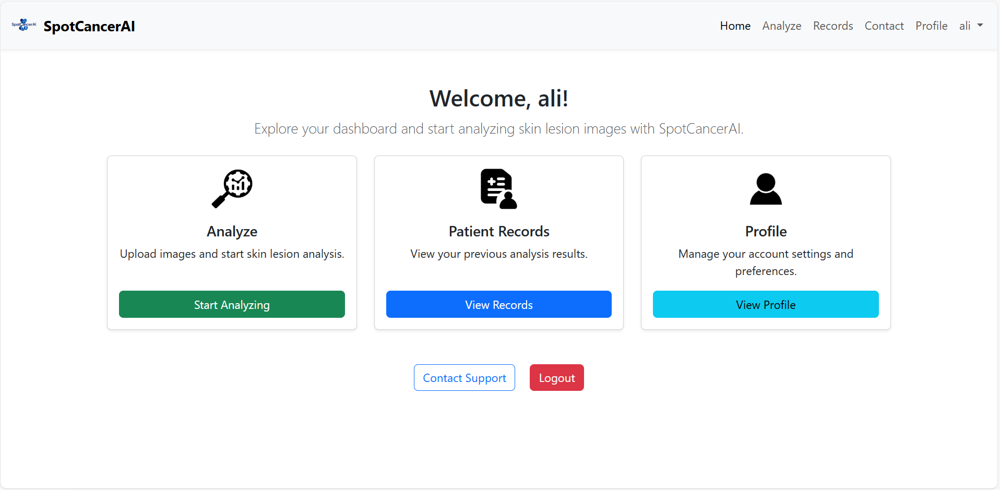 SpotCancerAI
SpotCancerAI
Home Analyze Records Contact Profile ali
Welcome, ali!
Explore your dashboard and start analyzing skin lesion images with SpotCancerAI.
Analyze
Upload images and start skin lesion analysis.
Start Analyzing
Patient Records
View your previous analysis results.
View Records
Profile
Manage your account settings and
preferences.
View Profile
Contact Support
Logout